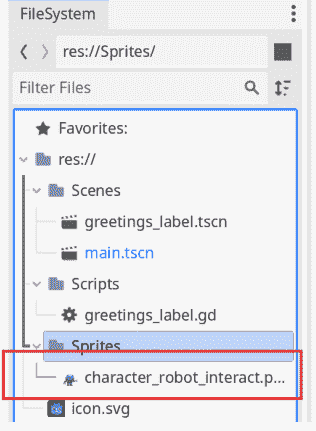 FileSystem
res://Sprites/
Filter Files
Favorites:
res://
Scenes
greetings_label.tscn
main.tscn
Scripts
greetings_label.gd
Sprites
character_robot_interact.p...
icon.svg